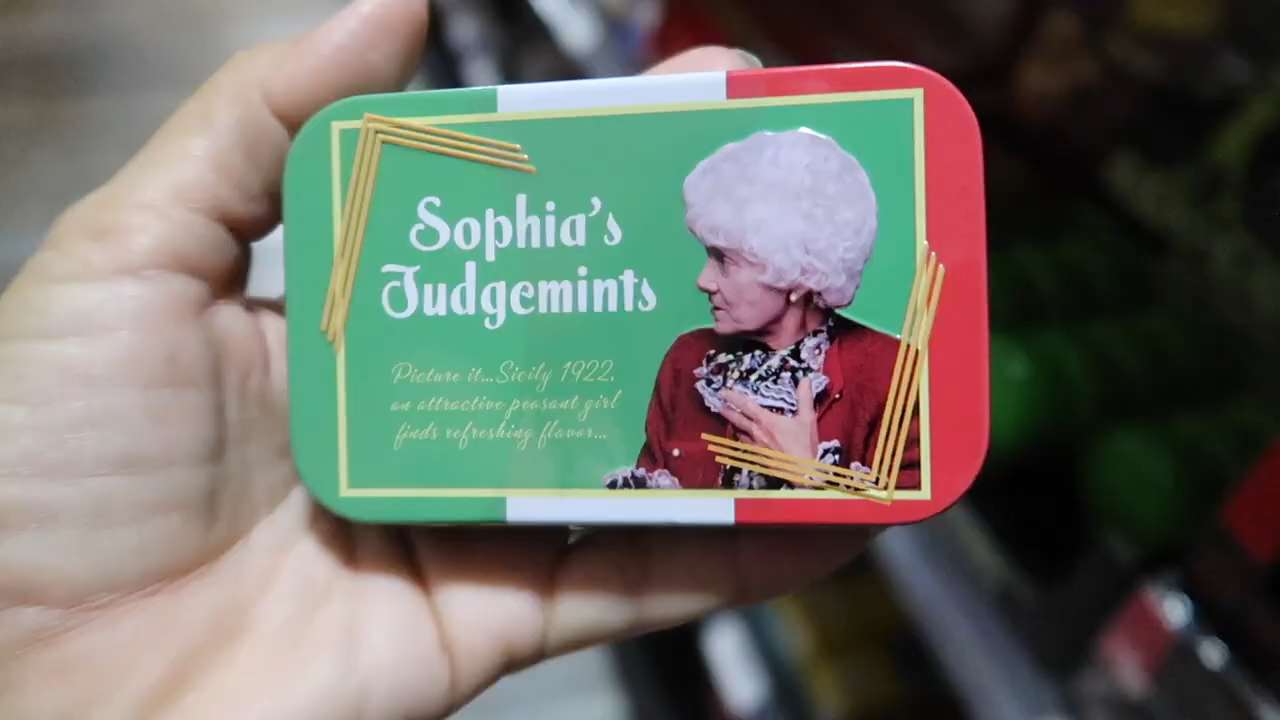 Sophia's
Judgemints
Picture it...Sicily 1922,
an attractive peasant girl
finds refreshing flavor...